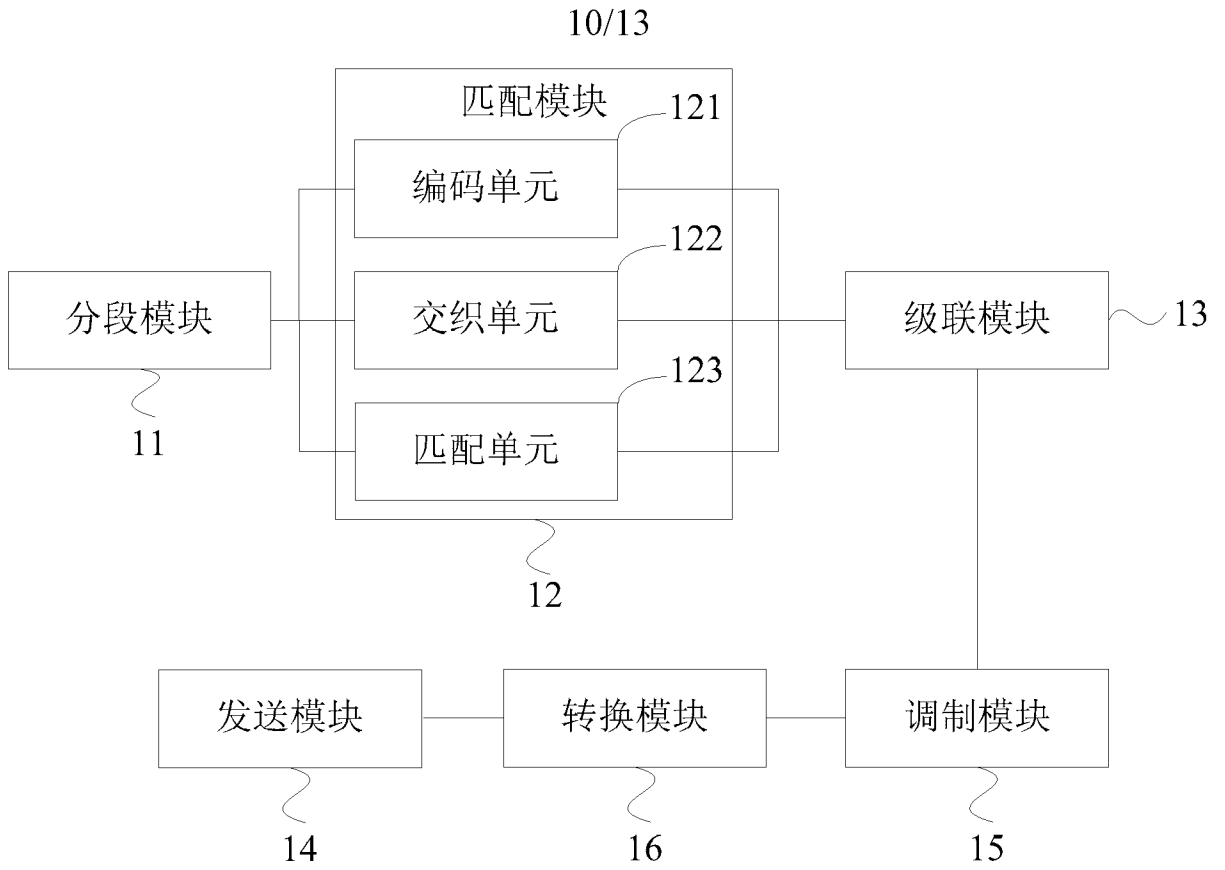 10/13
匹配模块
121
编码单元
122
分段模块
交织单元
级联模块
13
123
11
匹配单元
12
发送模块
转换模块
调制模块
14
16
15